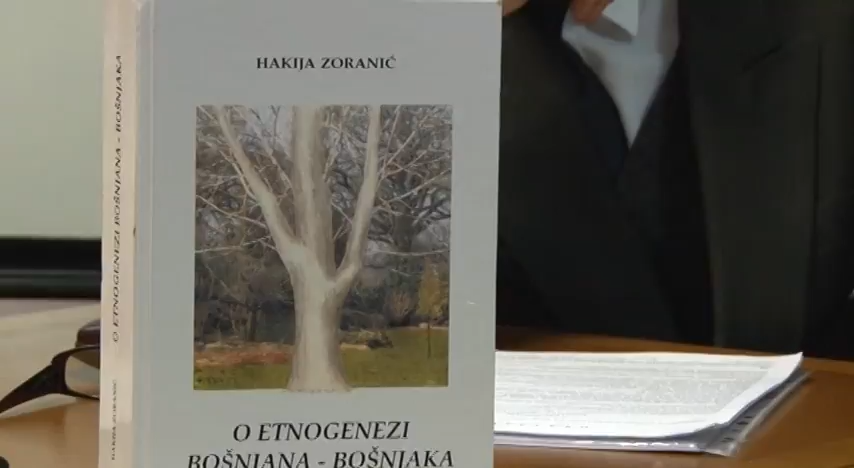 HAKIJA ZORANIĆ
O ETNOGENEZI
BOŠNJANA - BOŠNJAKA
O ETNOGENEZI BOŠNJANA - BOŠNJAKA
HAKIJA ZORANIĆ